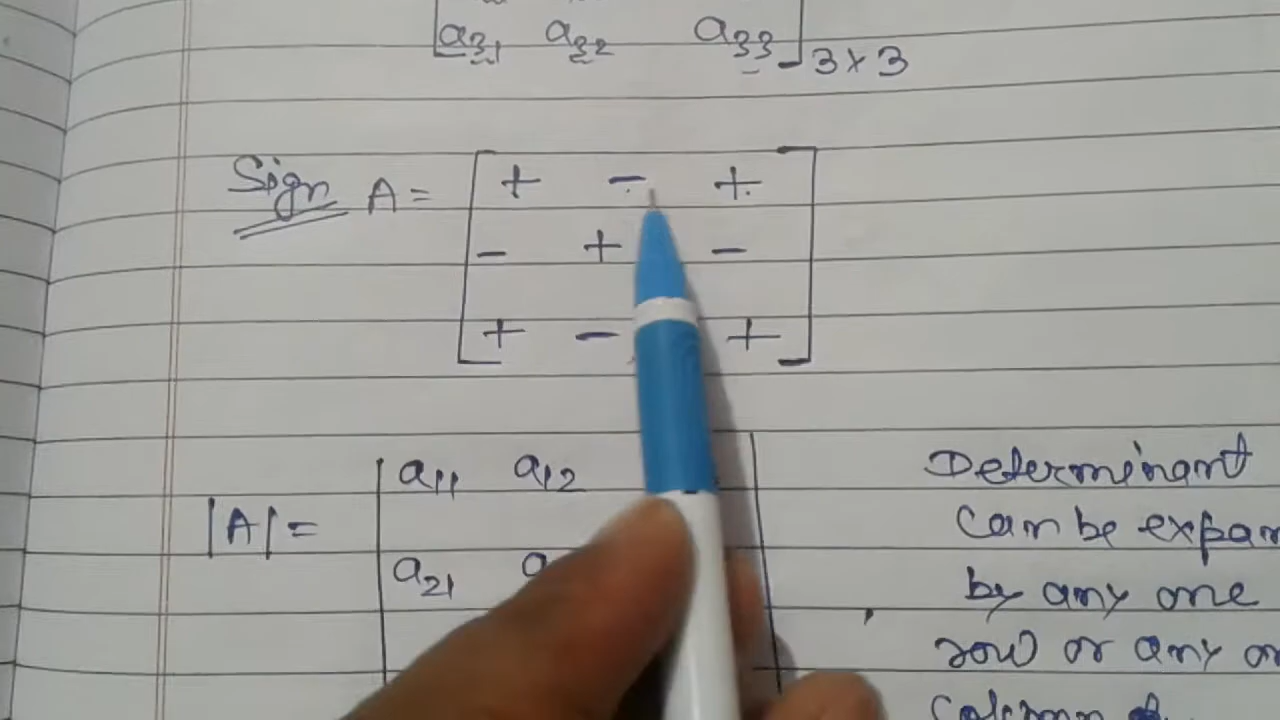 a31 a32 a33 3×3
Sign A = + - +
- + -
+ - +
|A| = a11 a12
a21
Determinant
can be expan
by any one
row or any
column